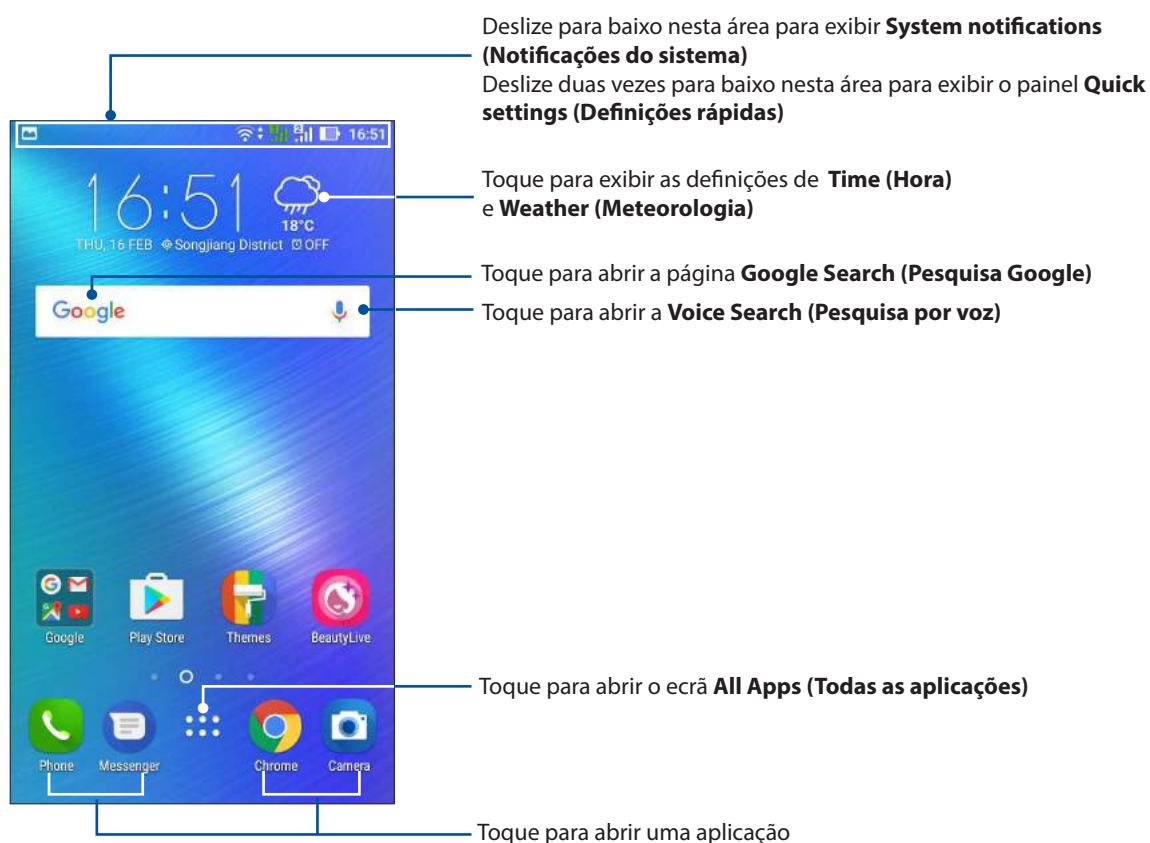 Deslize para baixo nesta área para exibir System notifications
(Notificações do sistema)
Deslize duas vezes para baixo nesta área para exibir o painel Quick
settings (Definições rápidas)
16:51
16:51
18°C
THU, 16 FEB Songjiang District OFF
Toque para exibir as definições de Time (Hora)
e Weather (Meteorologia)
Google
Toque para abrir a página Google Search (Pesquisa Google)
Toque para abrir a Voice Search (Pesquisa por voz)
Google Play Store Themes BeautyLive
Toque para abrir o ecrã All Apps (Todas as aplicações)
Phone Messenger Chrome Camera
Toque para abrir uma aplicação